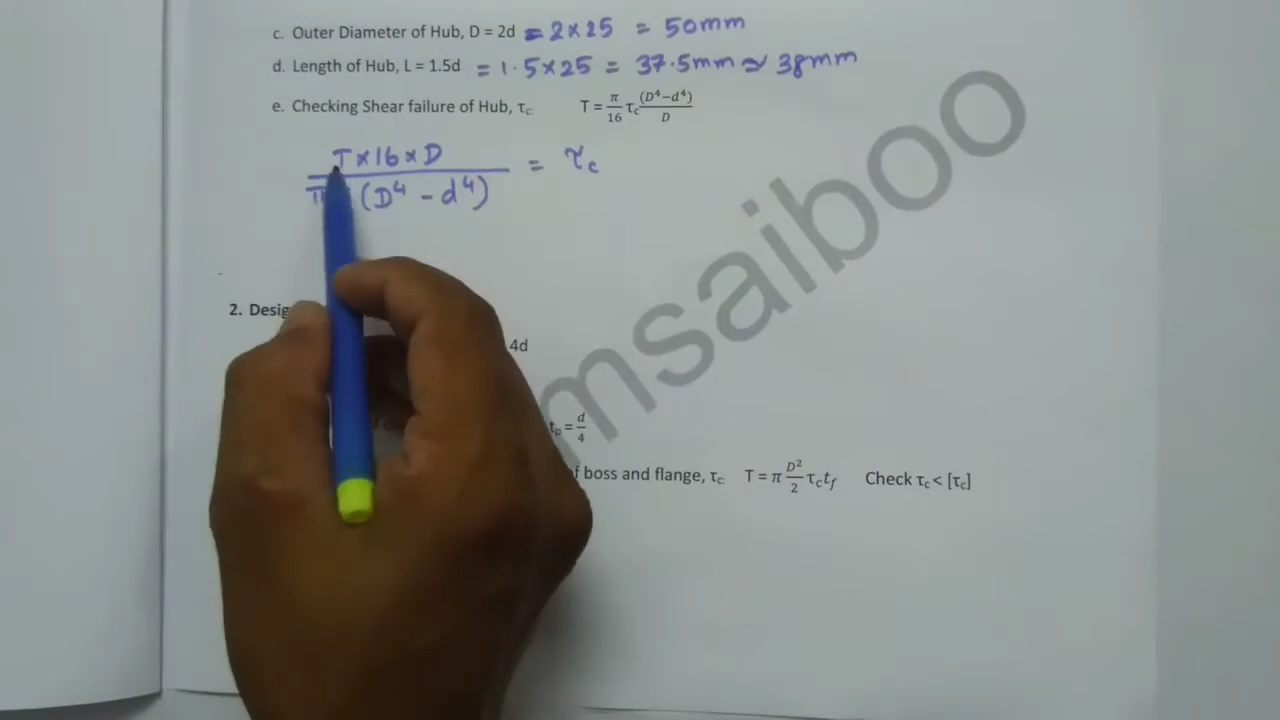 c. Outer Diameter of Hub, D = 2d = 2×25 = 50mm
d. Length of Hub, L = 1.5d = 1.5×25 = 37.5mm ≃ 38mm
e. Checking Shear failure of Hub, τc T = π/16 τc (D⁴−d⁴)/D
T×16×D / (D⁴ − d⁴) = τc
2. Desig
4d
tp = d/4
of boss and flange, τc T = π D²/2 τc tf Check τc < [τc]
msaiboo